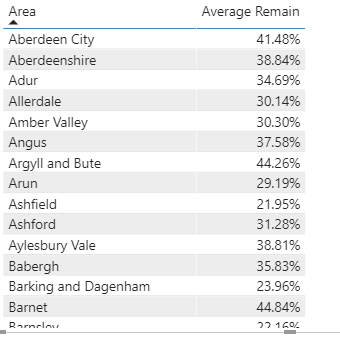 Area Average Remain
Aberdeen City 41.48%
Aberdeenshire 38.84%
Adur 34.69%
Allerdale 30.14%
Amber Valley 30.30%
Angus 37.58%
Argyll and Bute 44.26%
Arun 29.19%
Ashfield 21.95%
Ashford 31.28%
Aylesbury Vale 38.81%
Babergh 35.83%
Barking and Dagenham 23.96%
Barnet 44.84%
Barnsley 22.16%